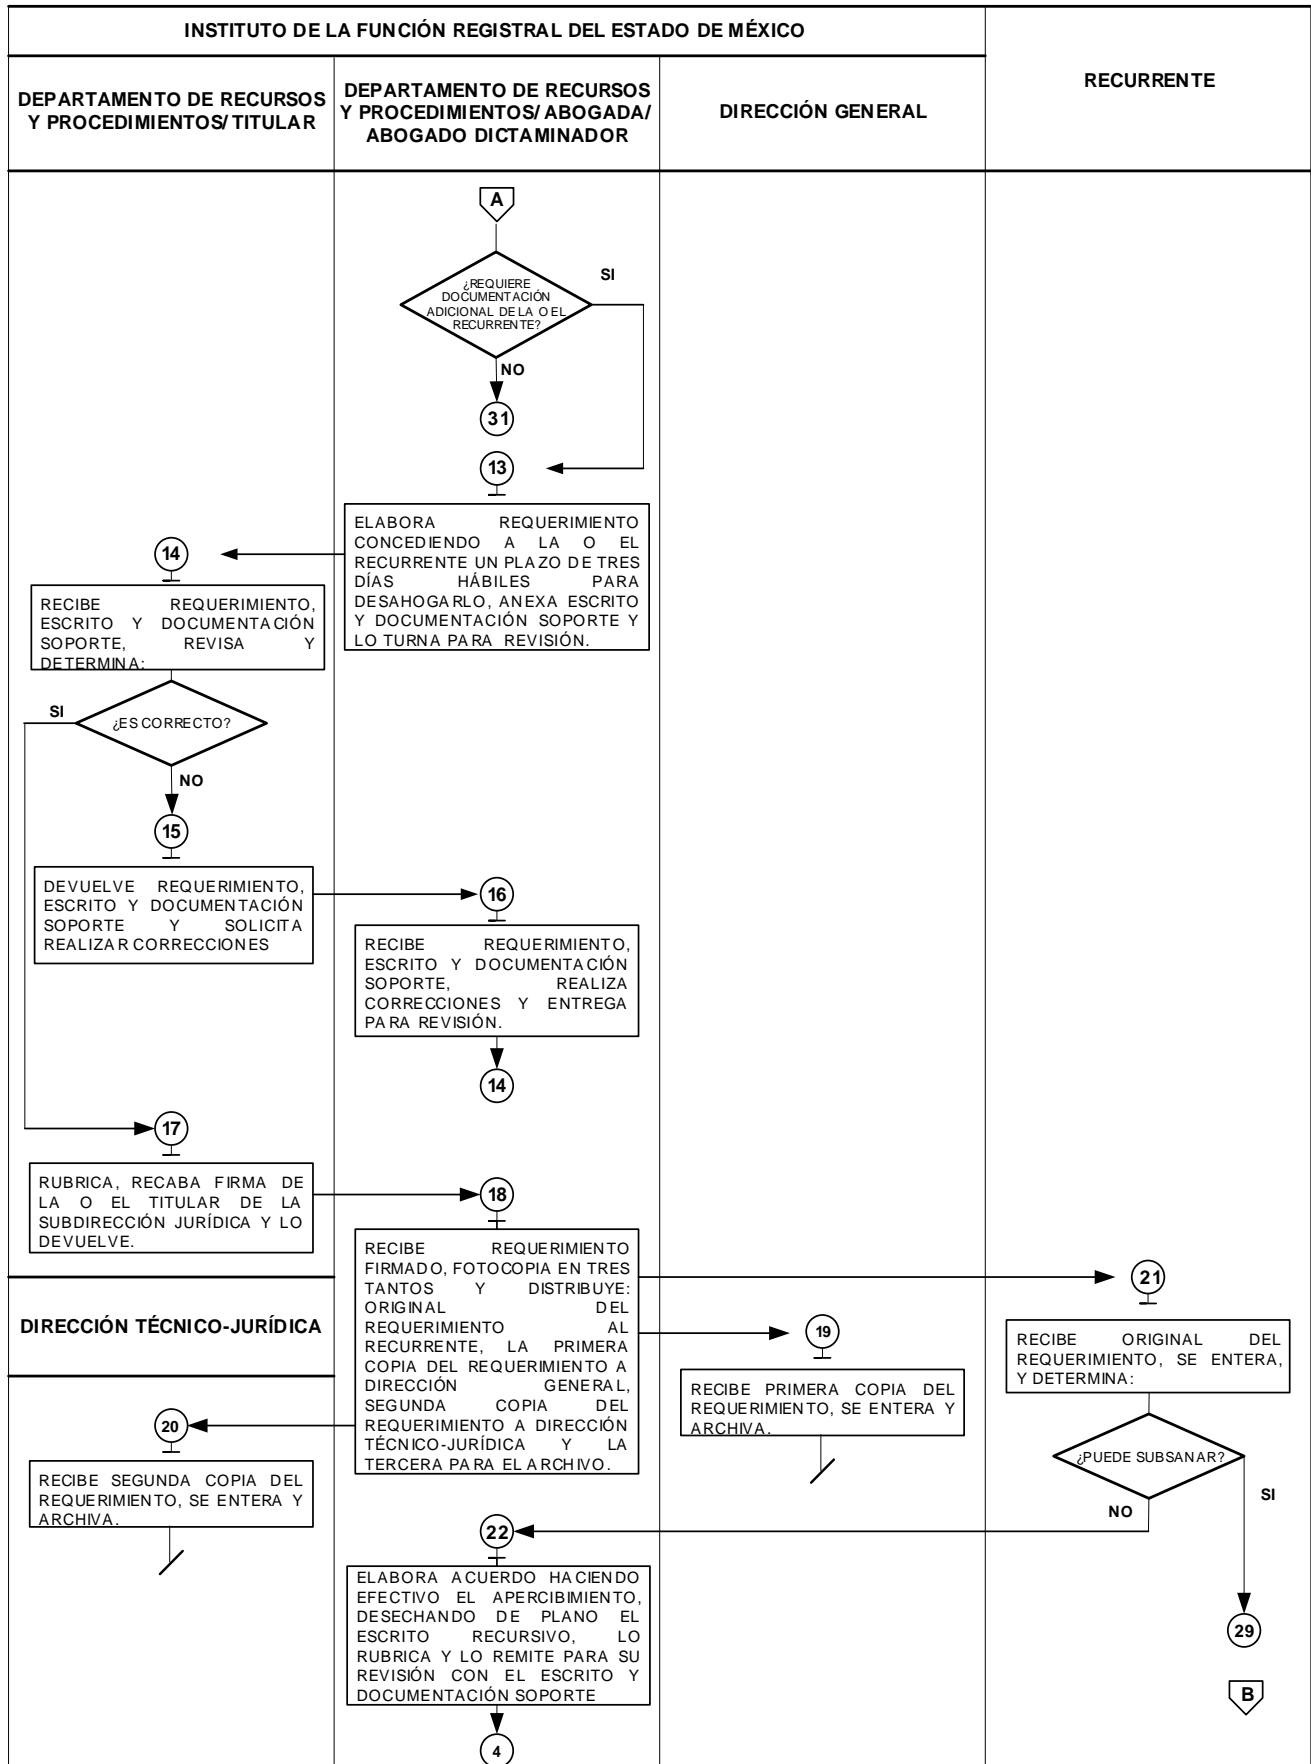 INSTITUTO DE LA FUNCIÓN REGISTRAL DEL ESTADO DE MÉXICO
RECURRENTE
DEPARTAMENTO DE RECURSOS
Y PROCEDIMIENTOS/ TITULAR
DEPARTAMENTO DE RECURSOS
Y PROCEDIMIENTOS/ ABOGADA/
ABOGADO DICTAMINADOR
DIRECCIÓN GENERAL
A
¿REQUIERE
DOCUMENTACIÓN
ADICIONAL DE LA O EL
RECURRENTE?
SI
NO
31
13
ELABORA REQUERIMIENTO
CONCEDIENDO A LA O EL
RECURRENTE UN PLAZO DE TRES
DÍAS HÁBILES PARA
DESAHOGARLO, ANEXA ESCRITO
Y DOCUMENTACIÓN SOPORTE Y
LO TURNA PARA REVISIÓN.
14
RECIBE REQUERIMIENTO,
ESCRITO Y DOCUMENTACIÓN
SOPORTE, REVISA Y
DETERMINA:
¿ES CORRECTO?
SI
NO
15
DEVUELVE REQUERIMIENTO,
ESCRITO Y DOCUMENTACIÓN
SOPORTE Y SOLICITA
REALIZAR CORRECCIONES
16
RECIBE REQUERIMIENTO,
ESCRITO Y DOCUMENTACIÓN
SOPORTE, REALIZA
CORRECCIONES Y ENTREGA
PARA REVISIÓN.
14
17
RUBRICA, RECABA FIRMA DE
LA O EL TITULAR DE LA
SUBDIRECCIÓN JURÍDICA Y LO
DEVUELVE.
18
RECIBE REQUERIMIENTO
FIRMADO, FOTOCOPIA EN TRES
TANTOS Y DISTRIBUYE:
ORIGINAL DEL
REQUERIMIENTO AL
RECURRENTE, LA PRIMERA
COPIA DEL REQUERIMIENTO A
DIRECCIÓN GENERAL,
SEGUNDA COPIA DEL
REQUERIMIENTO A DIRECCIÓN
TÉCNICO-JURÍDICA Y LA
TERCERA PARA EL ARCHIVO.
DIRECCIÓN TÉCNICO-JURÍDICA
19
RECIBE PRIMERA COPIA DEL
REQUERIMIENTO, SE ENTERA Y
ARCHIVA.
20
RECIBE SEGUNDA COPIA DEL
REQUERIMIENTO, SE ENTERA Y
ARCHIVA.
21
RECIBE ORIGINAL DEL
REQUERIMIENTO, SE ENTERA,
Y DETERMINA:
¿PUEDE SUBSANAR?
SI
NO
22
ELABORA ACUERDO HACIENDO
EFECTIVO EL APERCIBIMIENTO,
DESECHANDO DE PLANO EL
ESCRITO RECURSIVO, LO
RUBRICA Y LO REMITE PARA SU
REVISIÓN CON EL ESCRITO Y
DOCUMENTACIÓN SOPORTE
4
29
B